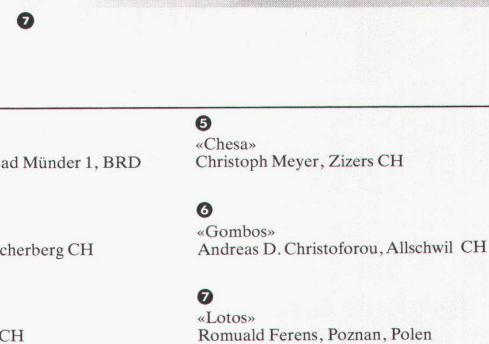 ❼
ad Münder 1, BRD
cherberg CH
CH
❺
«Chesa»
Christoph Meyer, Zizers CH
❻
«Gombos»
Andreas D. Christoforou, Allschwil CH
❼
«Lotos»
Romuald Ferens, Poznan, Polen